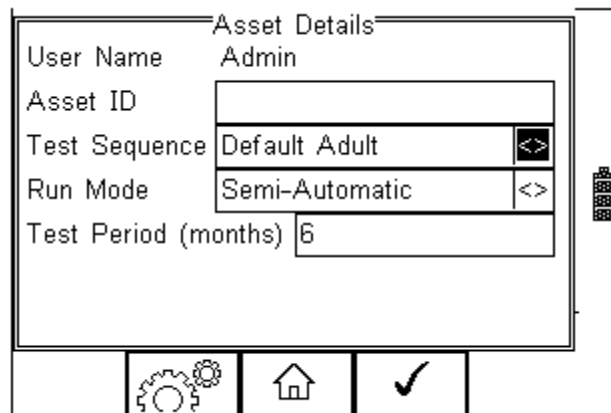 Asset Details
User Name Admin
Asset ID
Test Sequence Default Adult <>
Run Mode Semi-Automatic <>
Test Period (months) 6